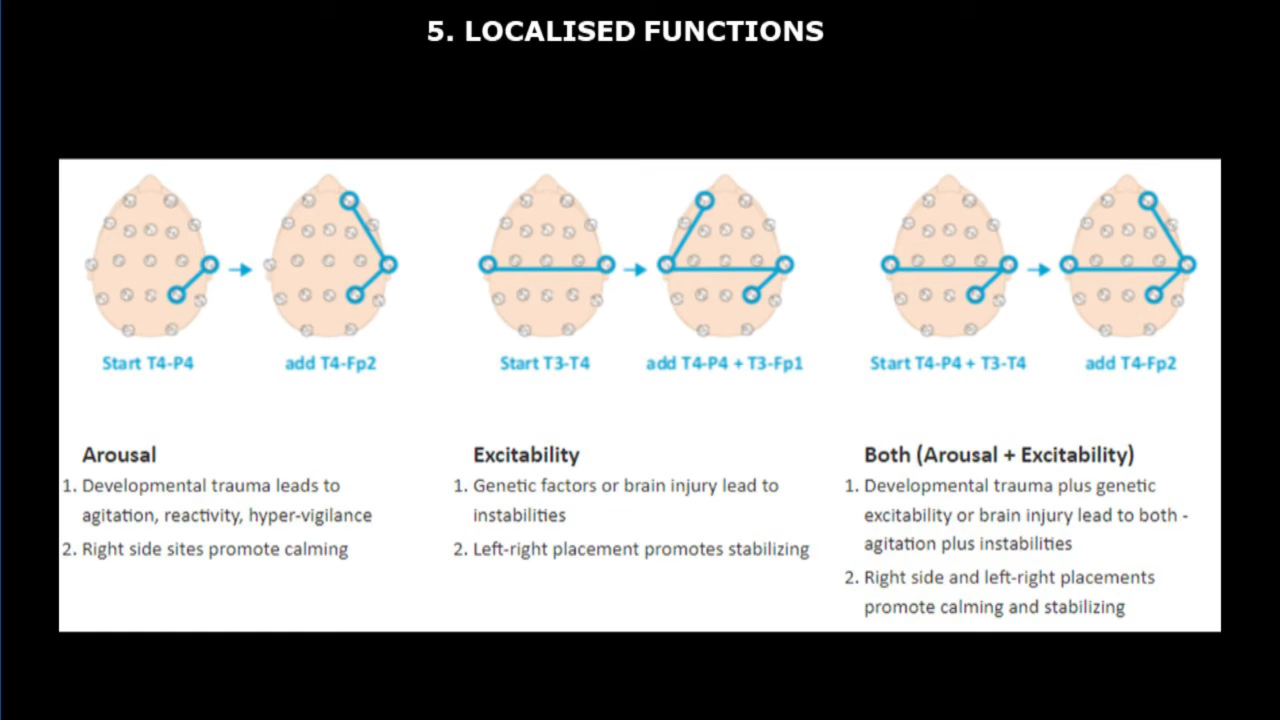 5. LOCALISED FUNCTIONS
Start T4-P4
add T4-Fp2
Start T3-T4
add T4-P4 + T3-Fp1
Start T4-P4 + T3-T4
add T4-Fp2
Arousal
1. Developmental trauma leads to
agitation, reactivity, hyper-vigilance
2. Right side sites promote calming
Excitability
1. Genetic factors or brain injury lead to
instabilities
2. Left-right placement promotes stabilizing
Both (Arousal + Excitability)
1. Developmental trauma plus genetic
excitability or brain injury lead to both -
agitation plus instabilities
2. Right side and left-right placements
promote calming and stabilizing